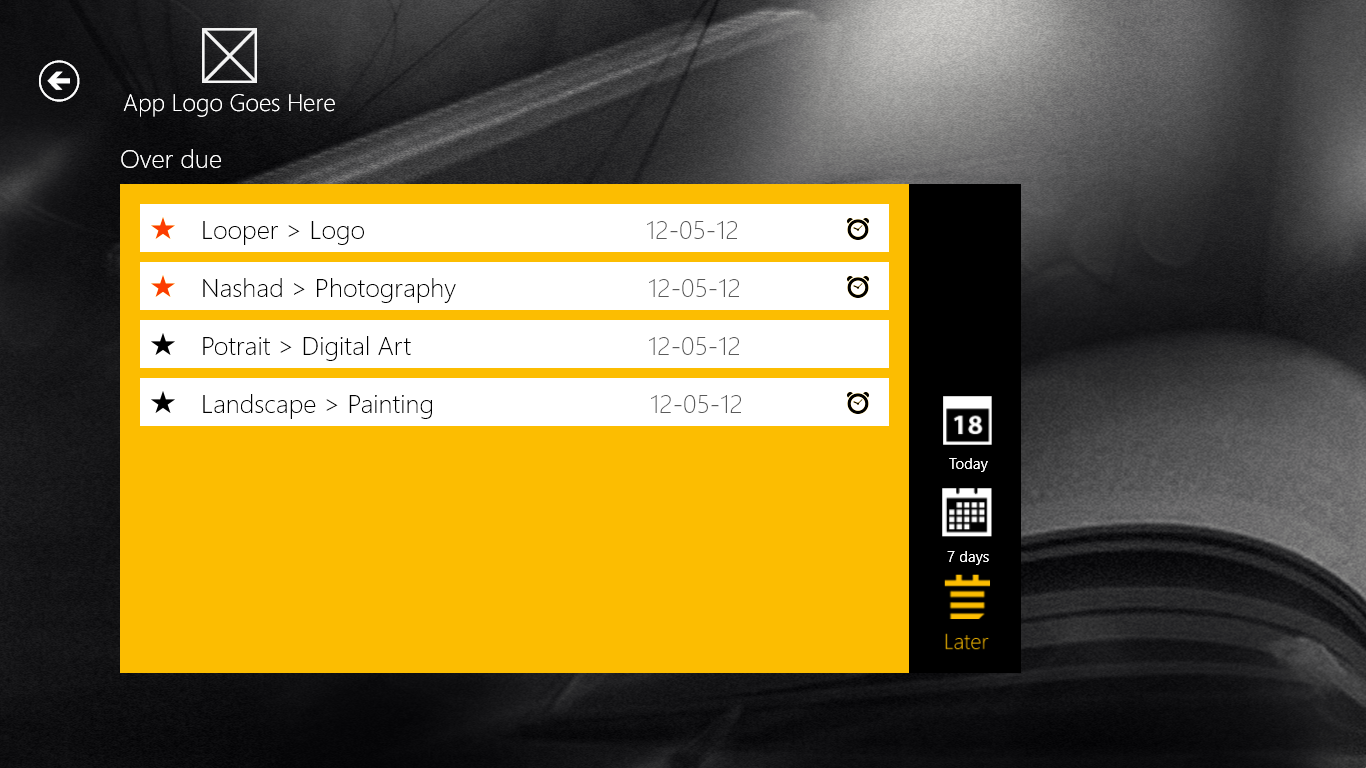 App Logo Goes Here
Over due
Looper > Logo 12-05-12
Nashad > Photography 12-05-12
Potrait > Digital Art 12-05-12
Landscape > Painting 12-05-12
18
Today
7 days
Later